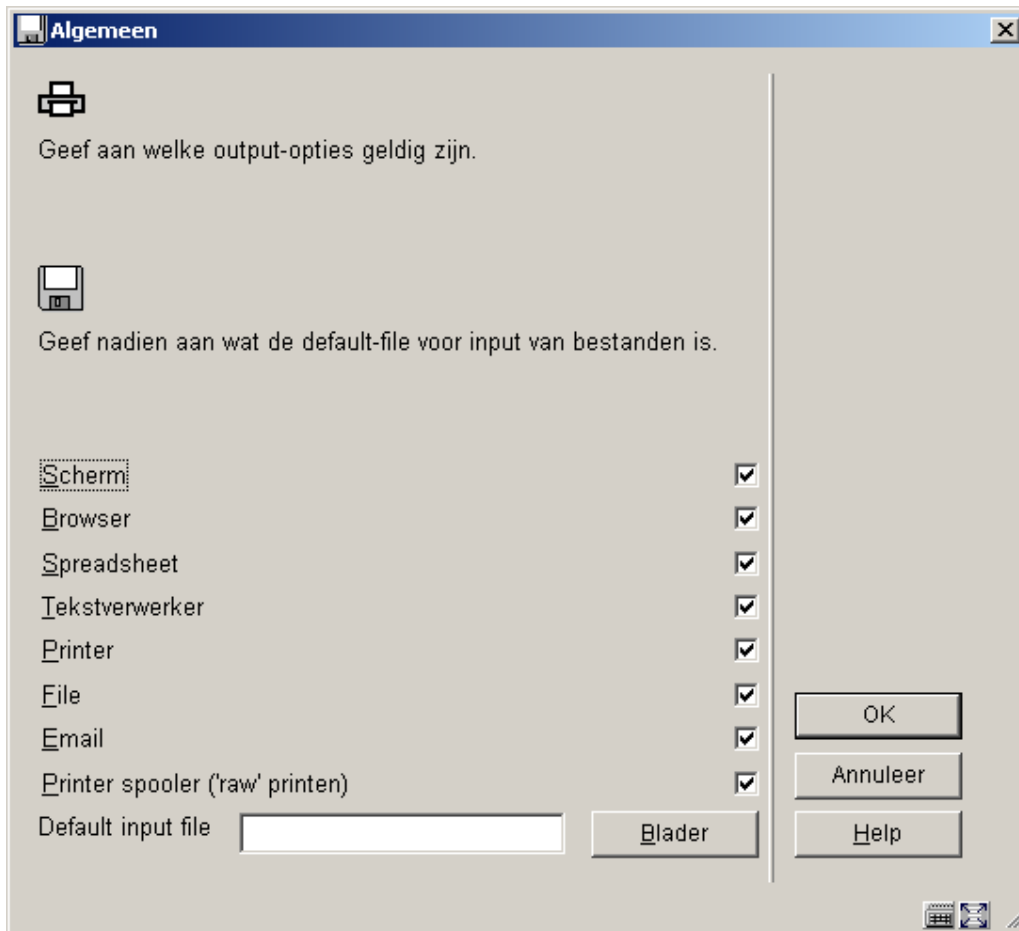 Algemeen
Geef aan welke output-opties geldig zijn.
Geef nadien aan wat de default-file voor input van bestanden is.
Scherm
Browser
Spreadsheet
Tekstverwerker
Printer
File
Email
Printer spooler ('raw' printen)
Default input file
Blader
OK
Annuleer
Help